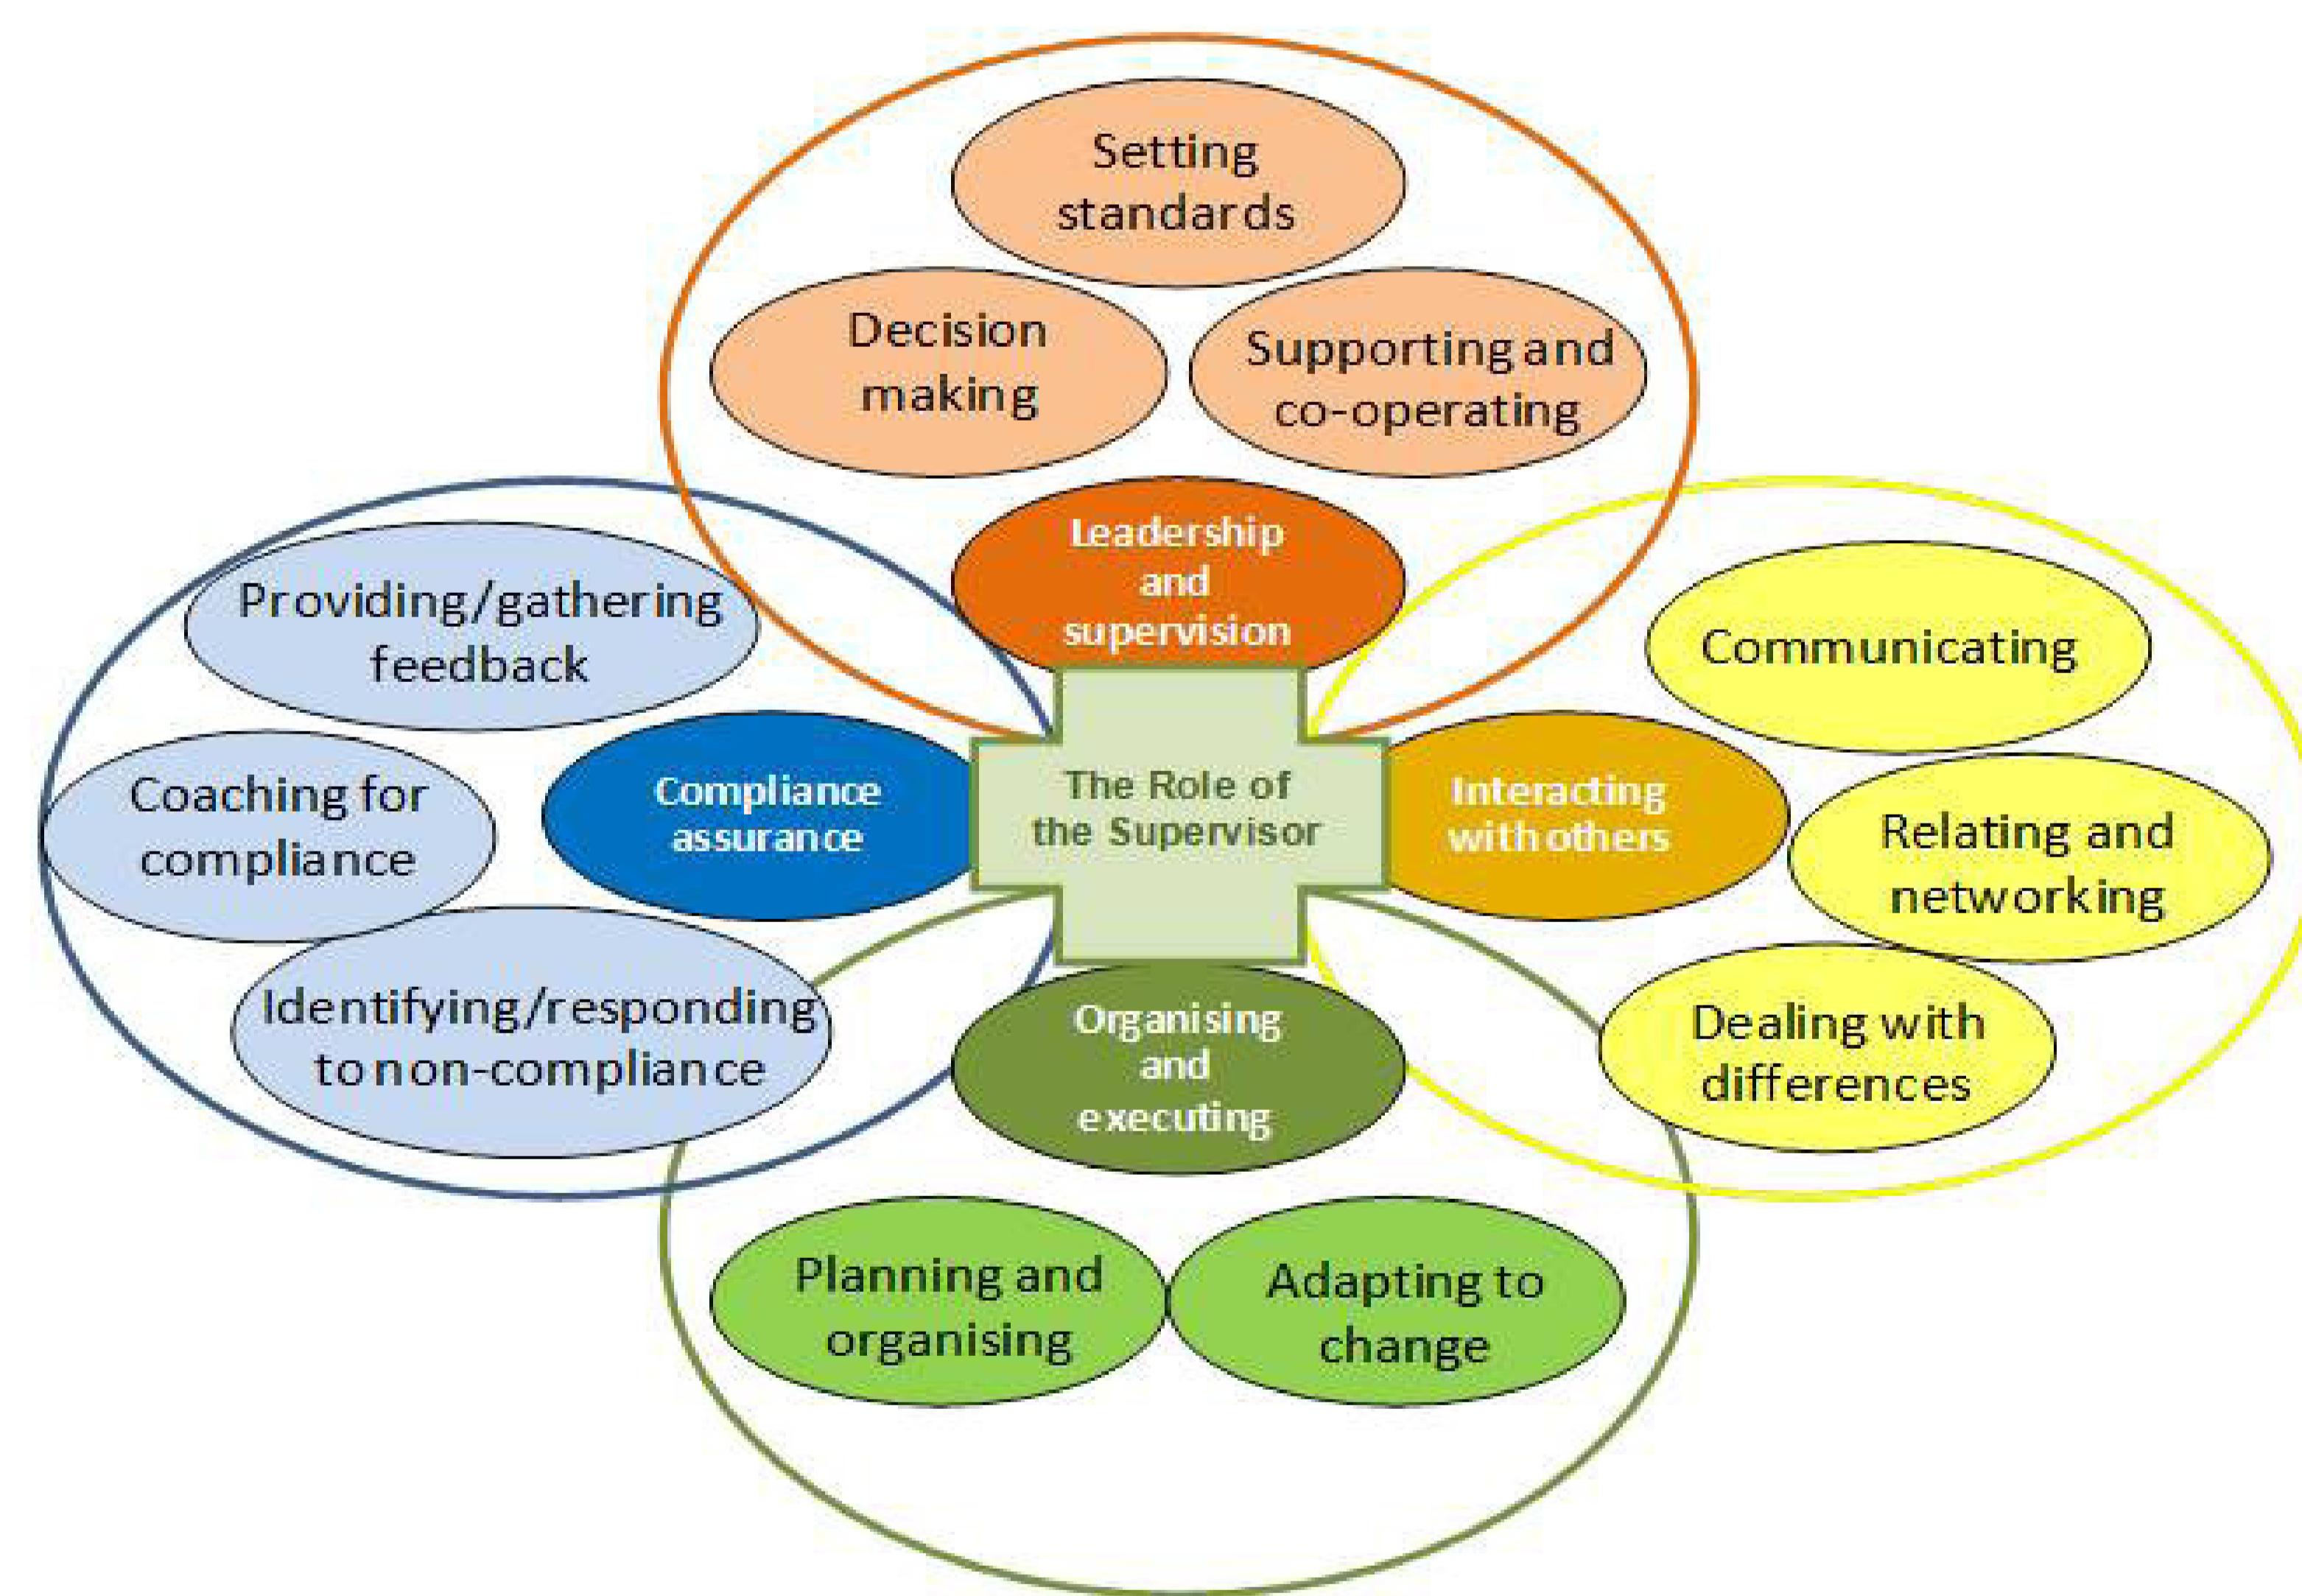 Setting
standards
Decision
making
Supporting and
co-operating
Leadership
and
supervision
Providing/gathering
feedback
Coaching for
compliance
Identifying/responding
to non-compliance
Compliance
assurance
The Role of
the Supervisor
Interacting
with others
Communicating
Relating and
networking
Dealing with
differences
Organising
and
executing
Planning and
organising
Adapting to
change